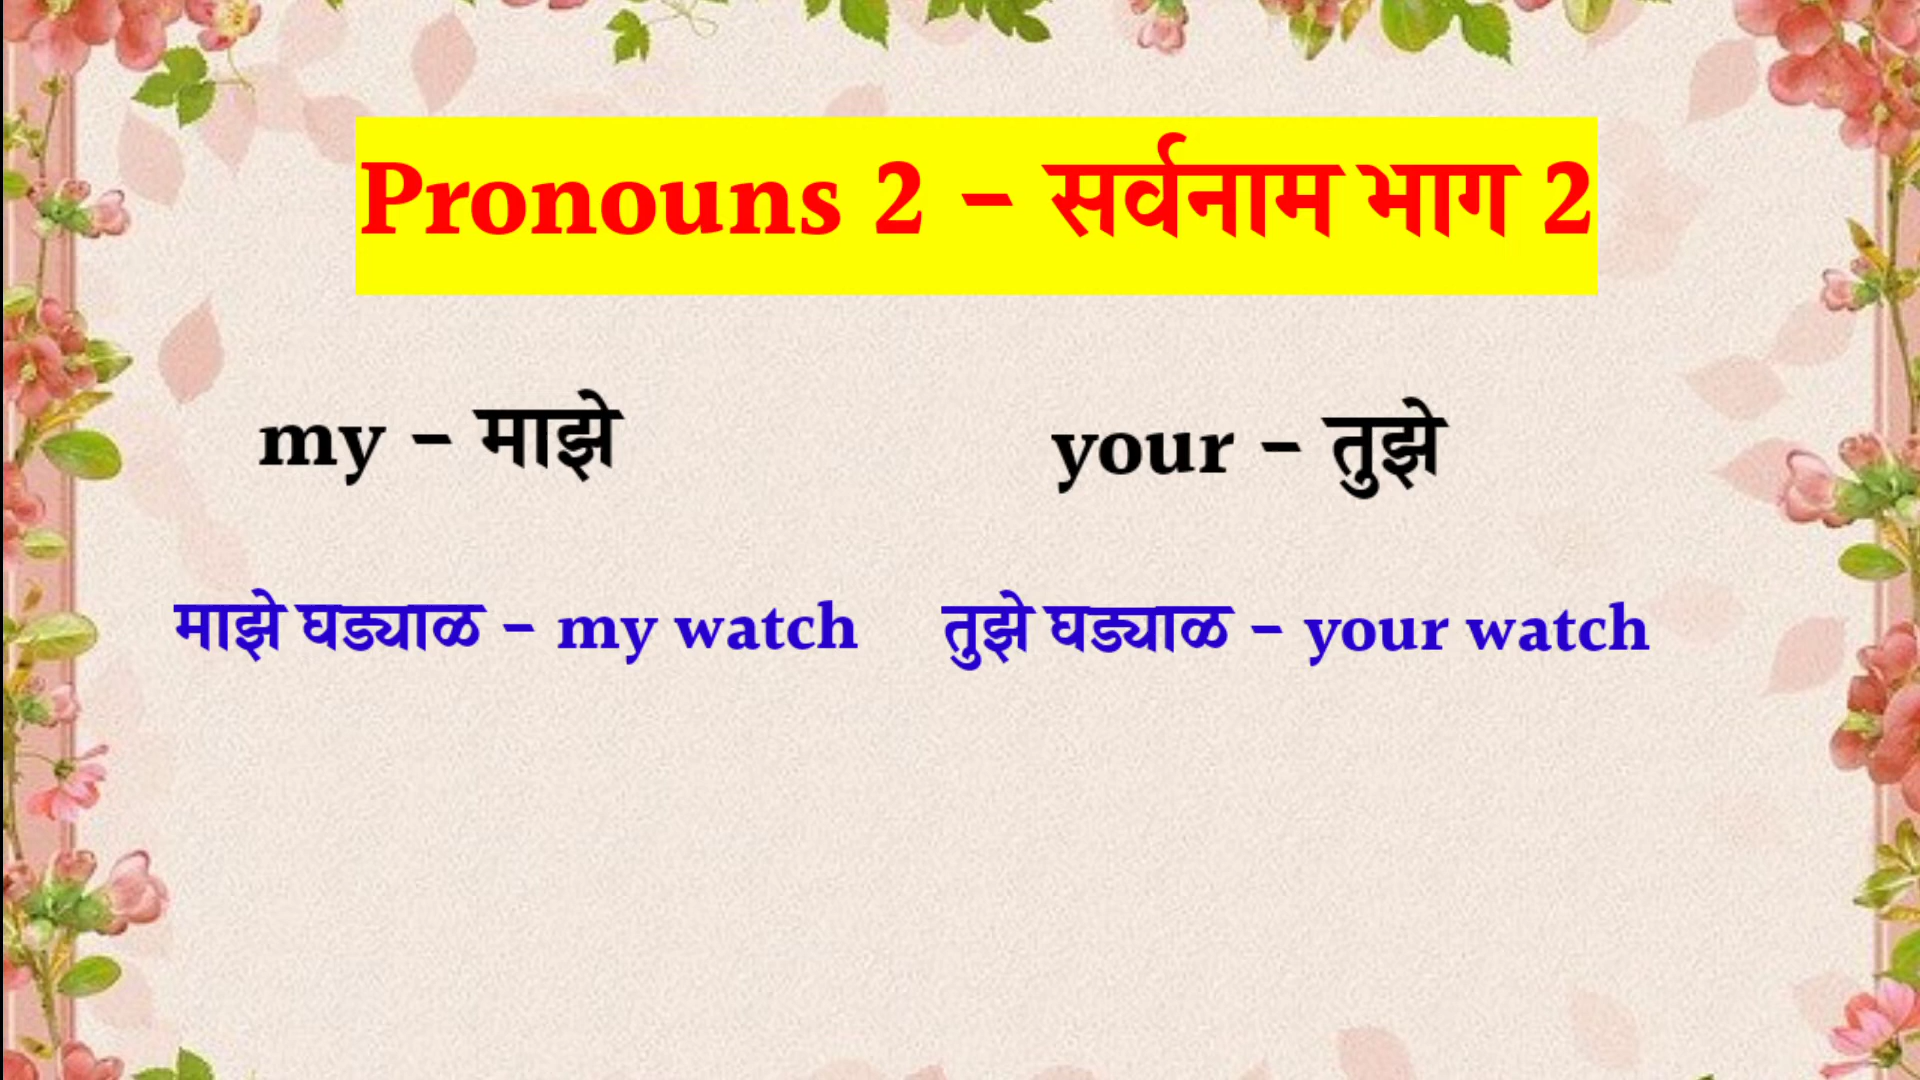 Pronouns 2 – सर्वनाम भाग 2
my – माझे
your – तुझे
माझे घड्याळ – my watch
तुझे घड्याळ – your watch